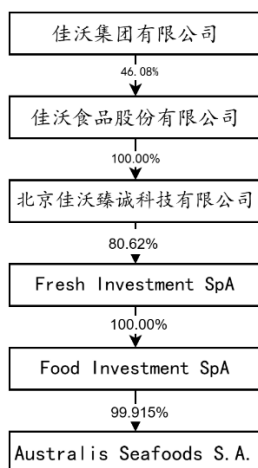 佳沃集团有限公司
46.08%
佳沃食品股份有限公司
100.00%
北京佳沃臻诚科技有限公司
80.62%
Fresh Investment SpA
100.00%
Food Investment SpA
99.915%
Australis Seafoods S.A.